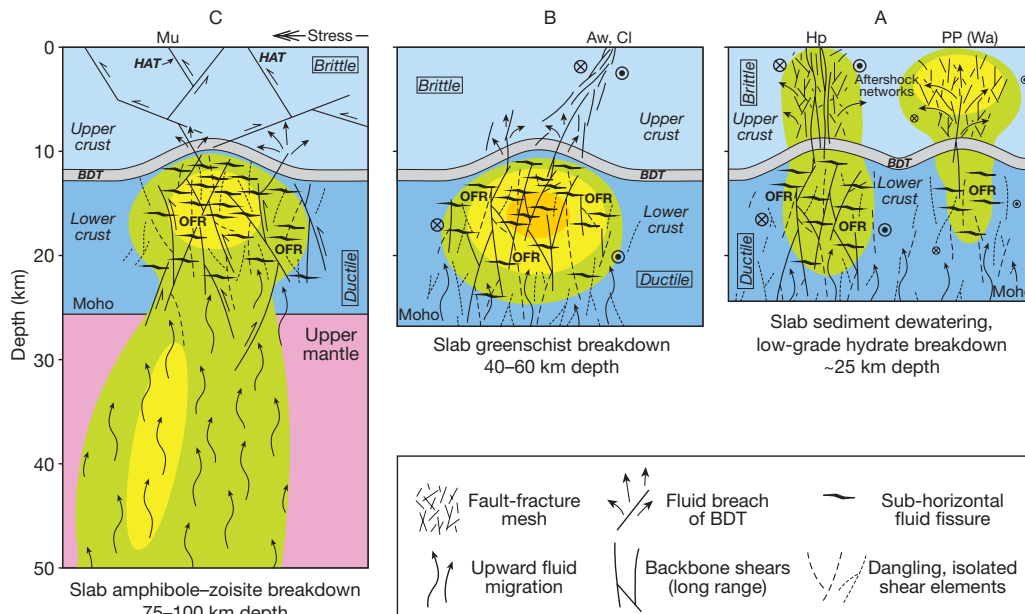 C
B
A
Mu
Stress
Aw, Cl
Hp
PP (Wa)
0
HAT
HAT
Brittle
Brittle
Brittle
Aftershock
networks
Upper
crust
Upper
crust
Upper
crust
10
BDT
BDT
BDT
Lower
crust
Lower
crust
Lower
crust
OFR
OFR
OFR
OFR
OFR
OFR
OFR
OFR
20
Ductile
Ductile
Ductile
Moho
Moho
Moho
Depth (km)
Upper
mantle
30
40
50
Slab greenschist breakdown
40–60 km depth
Slab sediment dewatering,
low-grade hydrate breakdown
~25 km depth
Fault-fracture
mesh
Fluid breach
of BDT
Sub-horizontal
fluid fissure
Upward fluid
migration
Backbone shears
(long range)
Dangling, isolated
shear elements
Slab amphibole–zoisite breakdown
75–100 km depth